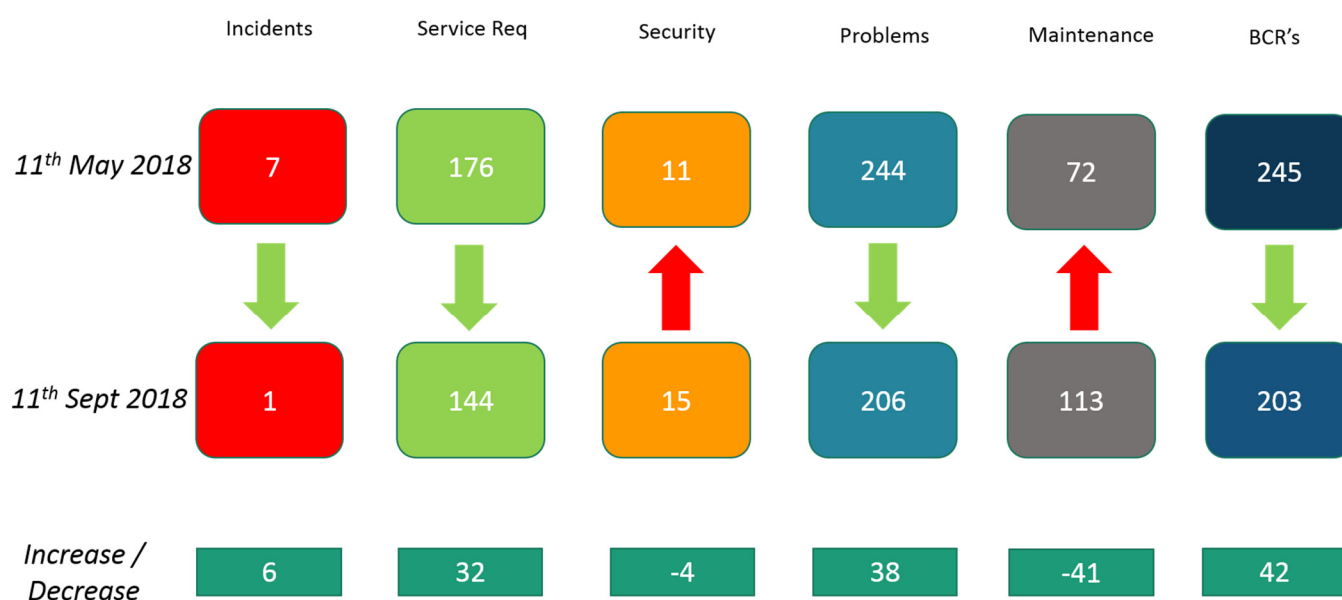 Incidents Service Req Security Problems Maintenance BCR's
11th May 2018 7 176 11 244 72 245
11th Sept 2018 1 144 15 206 113 203
Increase /
Decrease
6 32 -4 38 -41 42